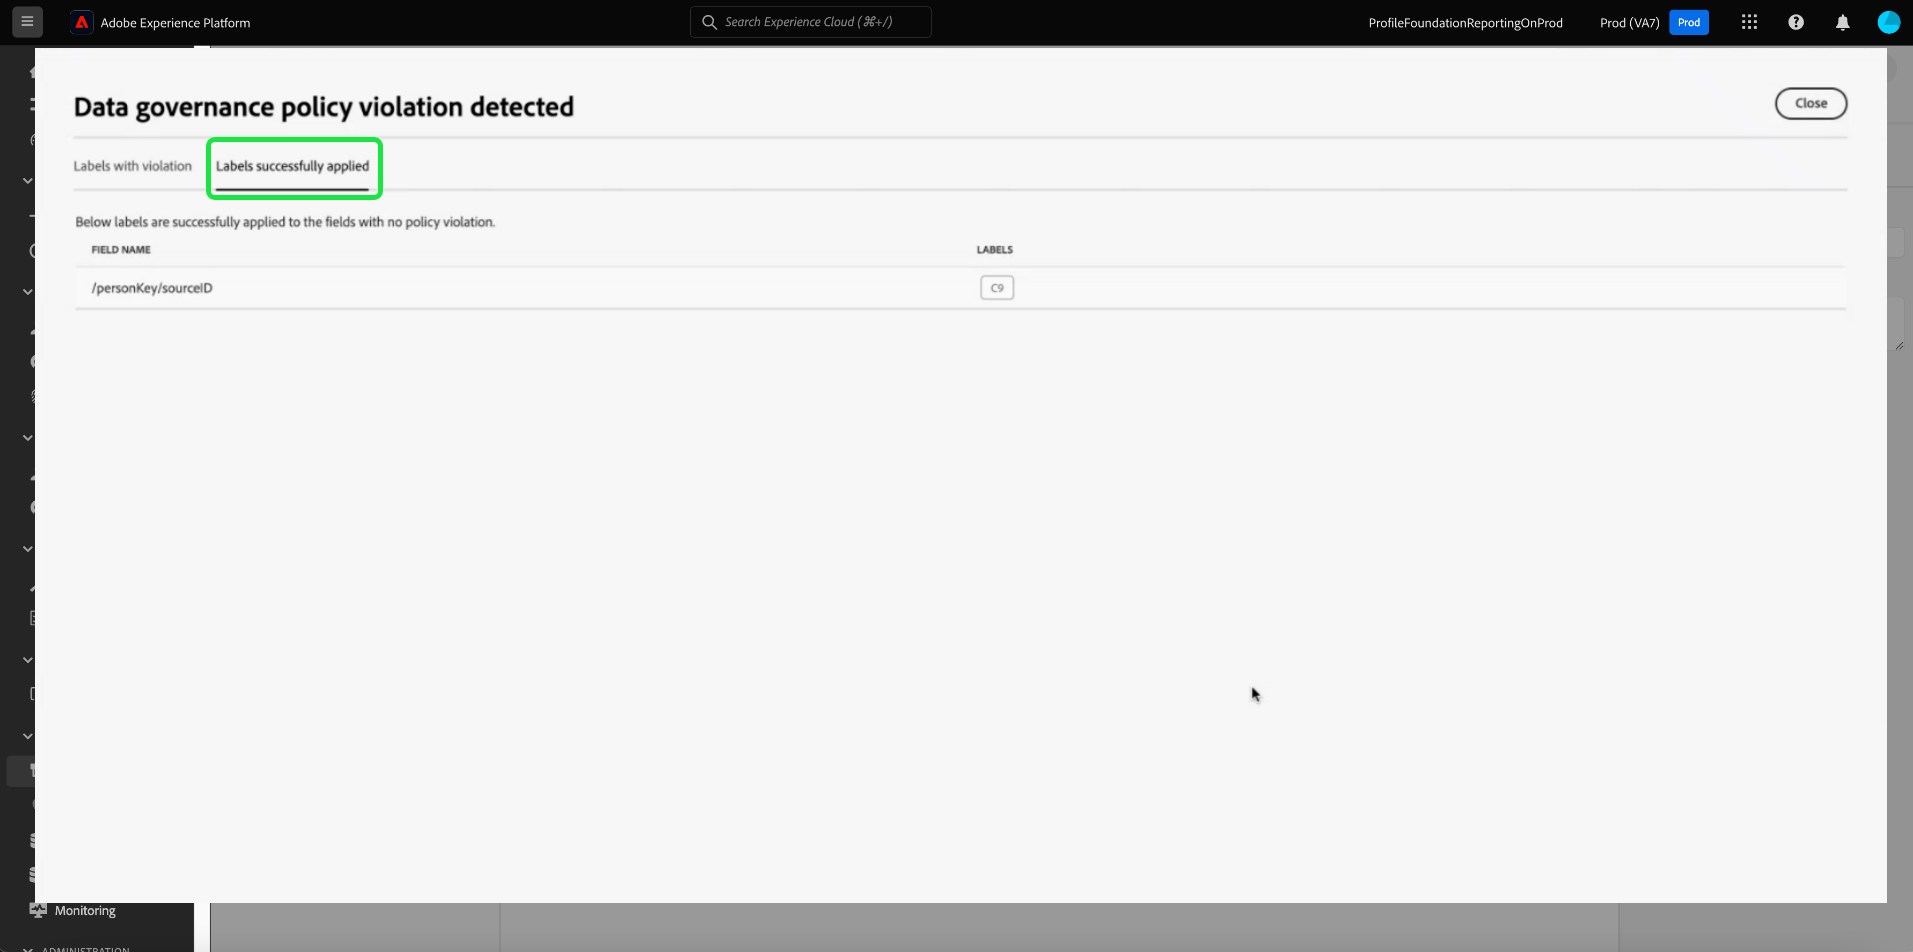 Adobe Experience Platform
Search Experience Cloud (⌘+/)
ProfileFoundationReportingOnProd
Prod (VA7)
Prod
Data governance policy violation detected
Close
Labels with violation
Labels successfully applied
Below labels are successfully applied to the fields with no policy violation.
FIELD NAME
LABELS
/personKey/sourceID
C9
Monitoring
ADMINISTRATION